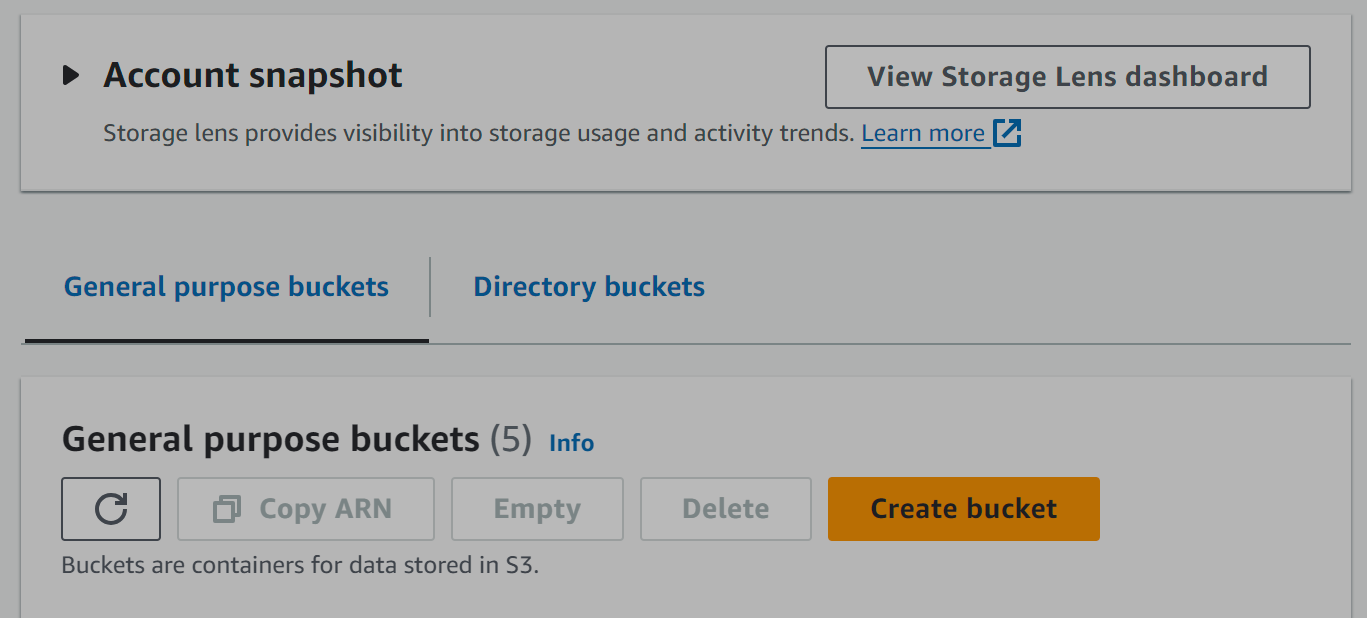 Account snapshot
View Storage Lens dashboard
Storage lens provides visibility into storage usage and activity trends. Learn more
General purpose buckets
Directory buckets
General purpose buckets (5) Info
Copy ARN
Empty
Delete
Create bucket
Buckets are containers for data stored in S3.